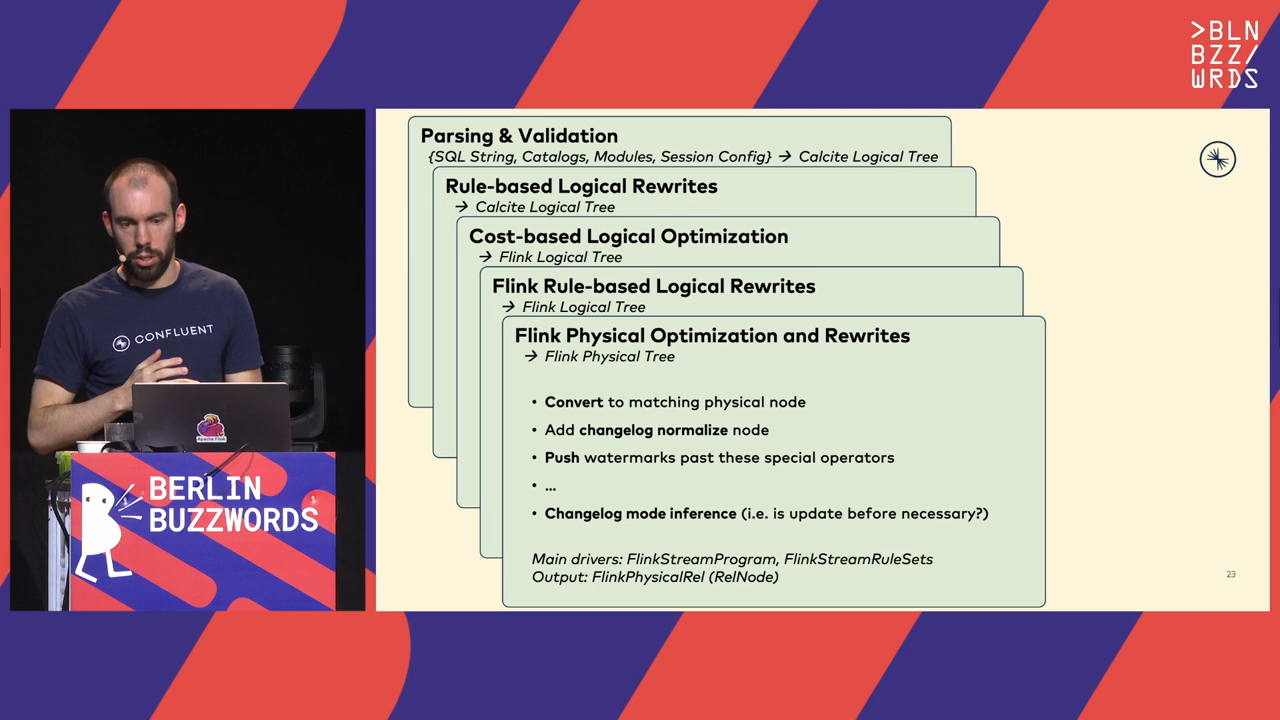 >BLN
BZZ/
WRDS
Parsing & Validation
{SQL String, Catalogs, Modules, Session Config} → Calcite Logical Tree
Rule-based Logical Rewrites
→ Calcite Logical Tree
Cost-based Logical Optimization
→ Flink Logical Tree
Flink Rule-based Logical Rewrites
→ Flink Logical Tree
Flink Physical Optimization and Rewrites
→ Flink Physical Tree
• Convert to matching physical node
• Add changelog normalize node
• Push watermarks past these special operators
• ...
• Changelog mode inference (i.e. is update before necessary?)
Main drivers: FlinkStreamProgram, FlinkStreamRuleSets
Output: FlinkPhysicalRel (RelNode)
23
CONFLUENT
Apache Flink
BERLIN
BUZZWORDS